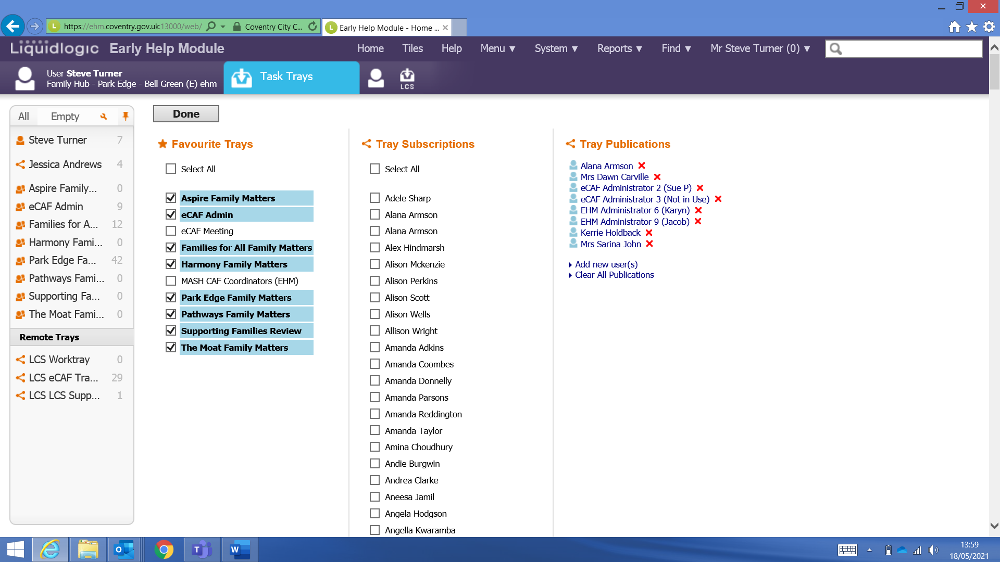 https://ehm.coventry.gov.uk:13000/web/
Coventry City C...
Early Help Module - Home ...
Liquidlogic Early Help Module
Home Tiles Help Menu ▼ System ▼ Reports ▼ Find ▼ Mr Steve Turner (0) ▼
User Steve Turner
Family Hub - Park Edge - Bell Green (E) ehm
Task Trays
LCS
All Empty
Steve Turner 7
Jessica Andrews 4
Aspire Family... 0
eCAF Admin 9
Families for A... 12
Harmony Fami... 0
Park Edge Fa... 42
Pathways Fami... 0
Supporting Fa... 0
The Moat Fami... 0
Remote Trays
LCS Worktray 0
LCS eCAF Tra... 29
LCS LCS Supp... 1
Done
Favourite Trays
Select All
Aspire Family Matters
eCAF Admin
eCAF Meeting
Families for All Family Matters
Harmony Family Matters
MASH CAF Coordinators (EHM)
Park Edge Family Matters
Pathways Family Matters
Supporting Families Review
The Moat Family Matters
Tray Subscriptions
Select All
Adele Sharp
Alana Armson
Alana Armson
Alex Hindmarsh
Alison Mckenzie
Alison Perkins
Alison Scott
Alison Wells
Allison Wright
Amanda Adkins
Amanda Coombes
Amanda Donnelly
Amanda Parsons
Amanda Reddington
Amanda Taylor
Amina Choudhury
Andie Burgwin
Andrea Clarke
Aneesa Jamil
Angela Hodgson
Angella Kwaramba
Tray Publications
Alana Armson
Mrs Dawn Carville
eCAF Administrator 2 (Sue P)
eCAF Administrator 3 (Not in Use)
EHM Administrator 6 (Karyn)
EHM Administrator 9 (Jacob)
Kerrie Holdback
Mrs Sarina John
Add new user(s)
Clear All Publications
13:59
18/05/2021